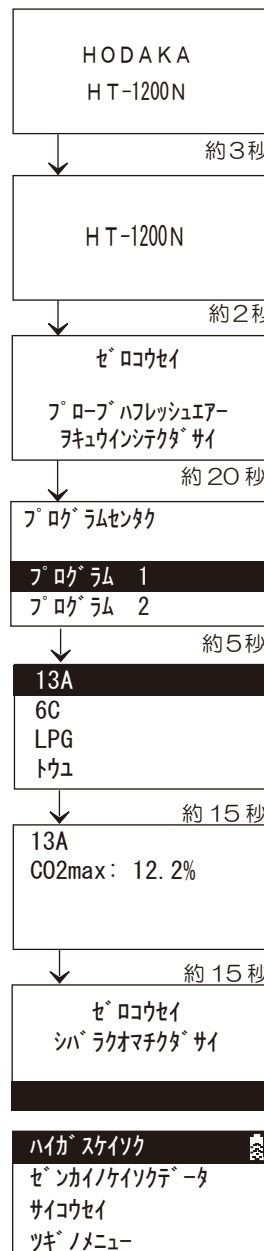 HODAKA
HT-1200N
約3秒
HT-1200N
約2秒
ｾﾞﾛｺｳｾｲ
ﾌﾟﾛｰﾌﾞﾊﾌﾚｯｼｭｴｱｰ
ｦｷｭｳｲﾝｼﾃｸﾀﾞｻｲ
約20秒
ﾌﾟﾛｸﾞﾗﾑｾﾝﾀｸ
ﾌﾟﾛｸﾞﾗﾑ 1
ﾌﾟﾛｸﾞﾗﾑ 2
約5秒
13A
6C
LPG
ﾄｳﾕ
約15秒
13A
CO2max: 12.2%
約15秒
ｾﾞﾛｺｳｾｲ
ｼﾊﾞﾗｸｵﾏﾁｸﾀﾞｻｲ
ﾊｲｶﾞｽｹｲｿｸ
ｾﾞﾝｶｲﾉｹｲｿｸﾃﾞｰﾀ
ｻｲｺｳｾｲ
ﾂｷﾞﾉﾒﾆｭｰ